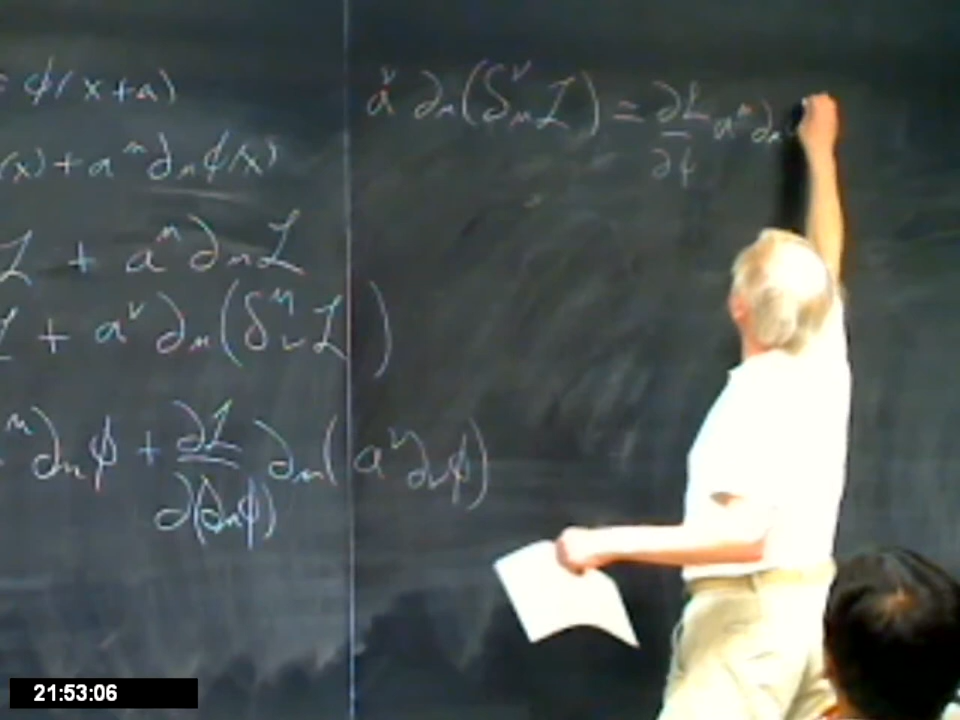 = φ(x+a)
(x) + a^μ ∂_μ φ(x)
ℒ + a^μ ∂_μ ℒ
ℒ + a^ν ∂_μ (δ^μ_ν ℒ)
^μ ∂_μ φ + ∂ℒ/∂(∂_μ φ) ∂_μ (a^ν ∂_ν φ)
a^ν ∂_μ (δ^ν_μ ℒ) = ∂ℒ/∂φ a^μ ∂_μ
21:53:06